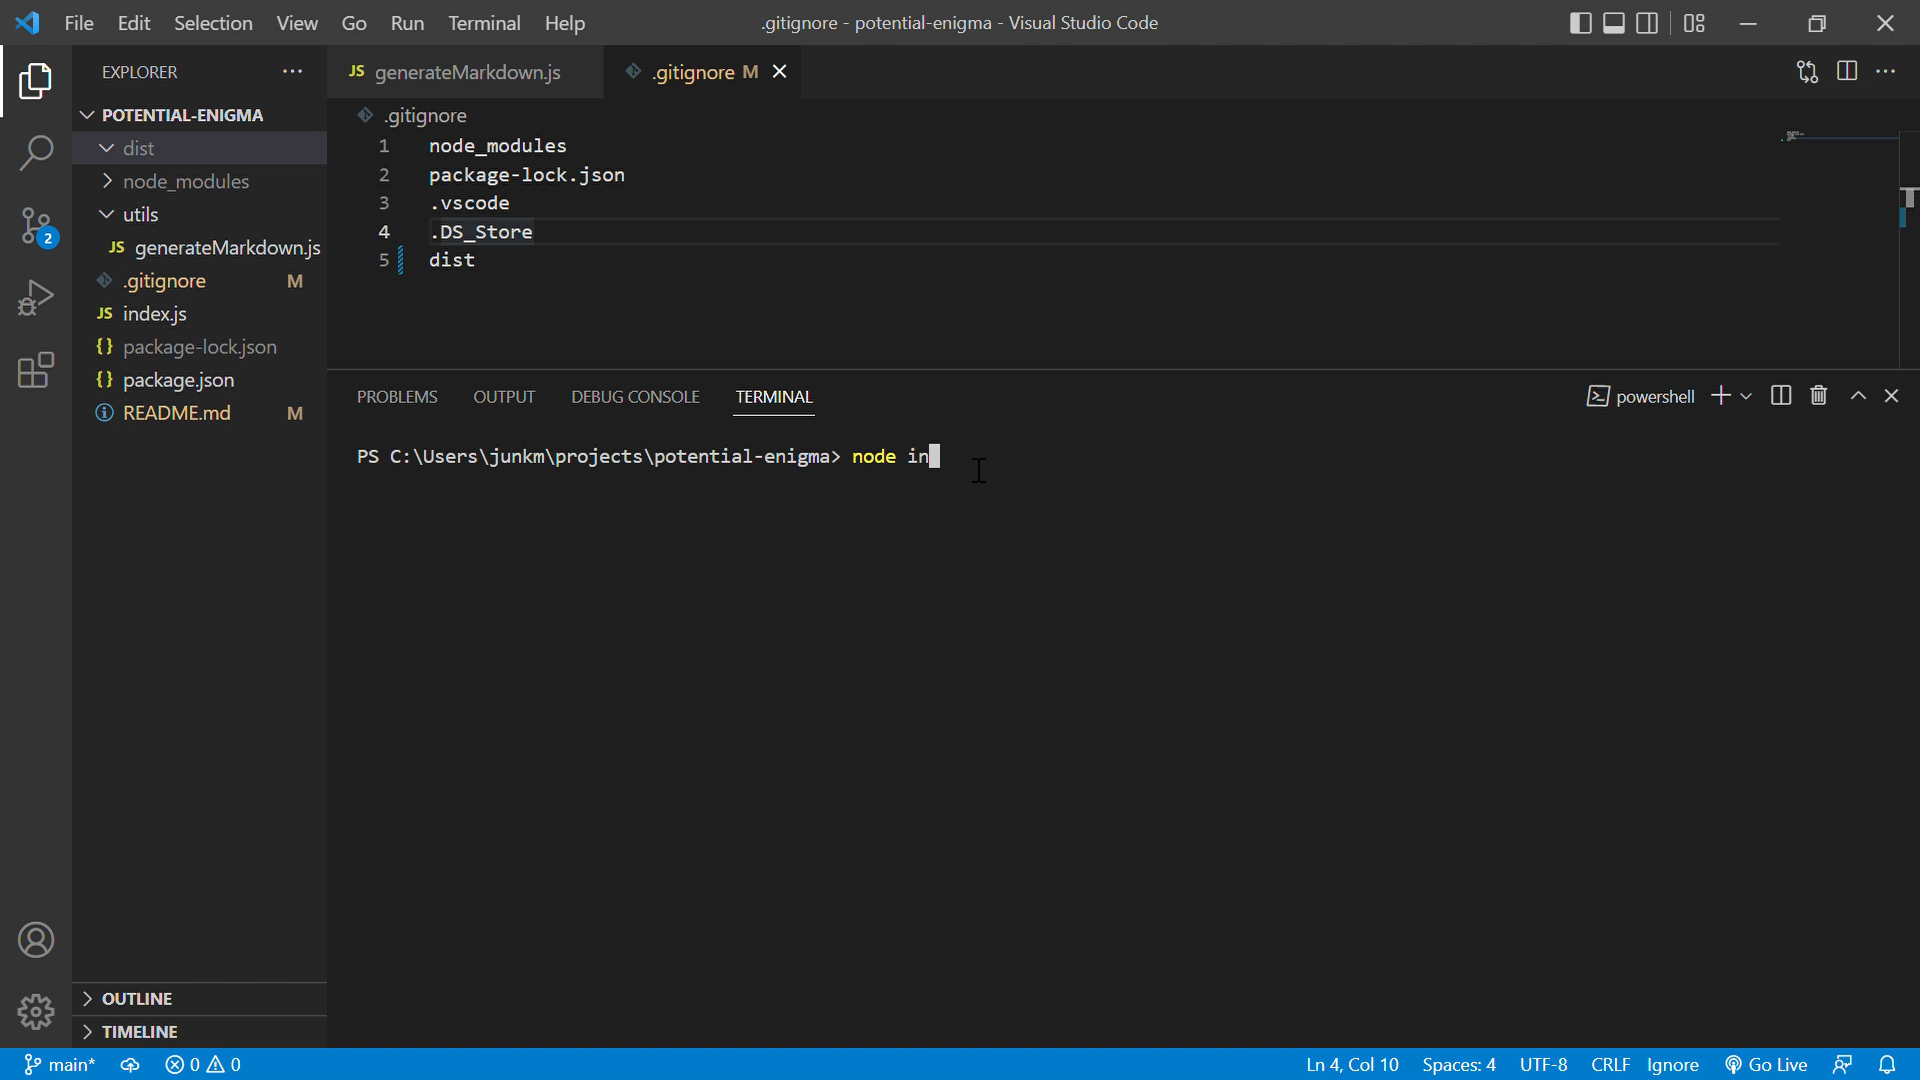 File Edit Selection View Go Run Terminal Help
.gitignore - potential-enigma - Visual Studio Code
EXPLORER
POTENTIAL-ENIGMA
dist
node_modules
utils
JS generateMarkdown.js
.gitignore M
JS index.js
{} package-lock.json
{} package.json
README.md M
2
OUTLINE
TIMELINE
JS generateMarkdown.js
.gitignore M
.gitignore
1 node_modules
2 package-lock.json
3 .vscode
4 .DS_Store
5 dist
PROBLEMS OUTPUT DEBUG CONSOLE TERMINAL
powershell
PS C:\Users\junkm\projects\potential-enigma> node in
main* 0 0 Ln 4, Col 10 Spaces: 4 UTF-8 CRLF Ignore Go Live